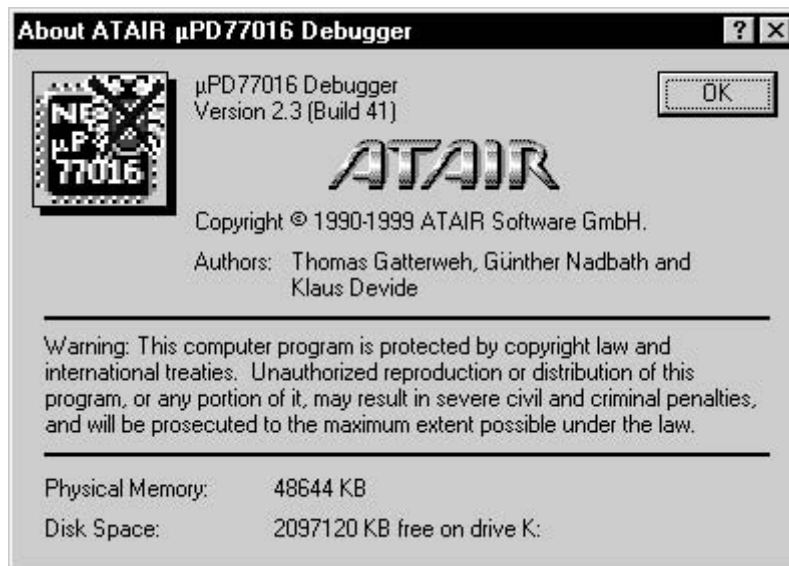 About ATAIR µPD77016 Debugger
NE
µP
77016
µPD77016 Debugger
Version 2.3 (Build 41)
OK
ATAIR
Copyright © 1990-1999 ATAIR Software GmbH.
Authors: Thomas Gatterweh, Günther Nadbath and
Klaus Devide
Warning: This computer program is protected by copyright law and
international treaties. Unauthorized reproduction or distribution of this
program, or any portion of it, may result in severe civil and criminal penalties,
and will be prosecuted to the maximum extent possible under the law.
Physical Memory: 48644 KB
Disk Space: 2097120 KB free on drive K: